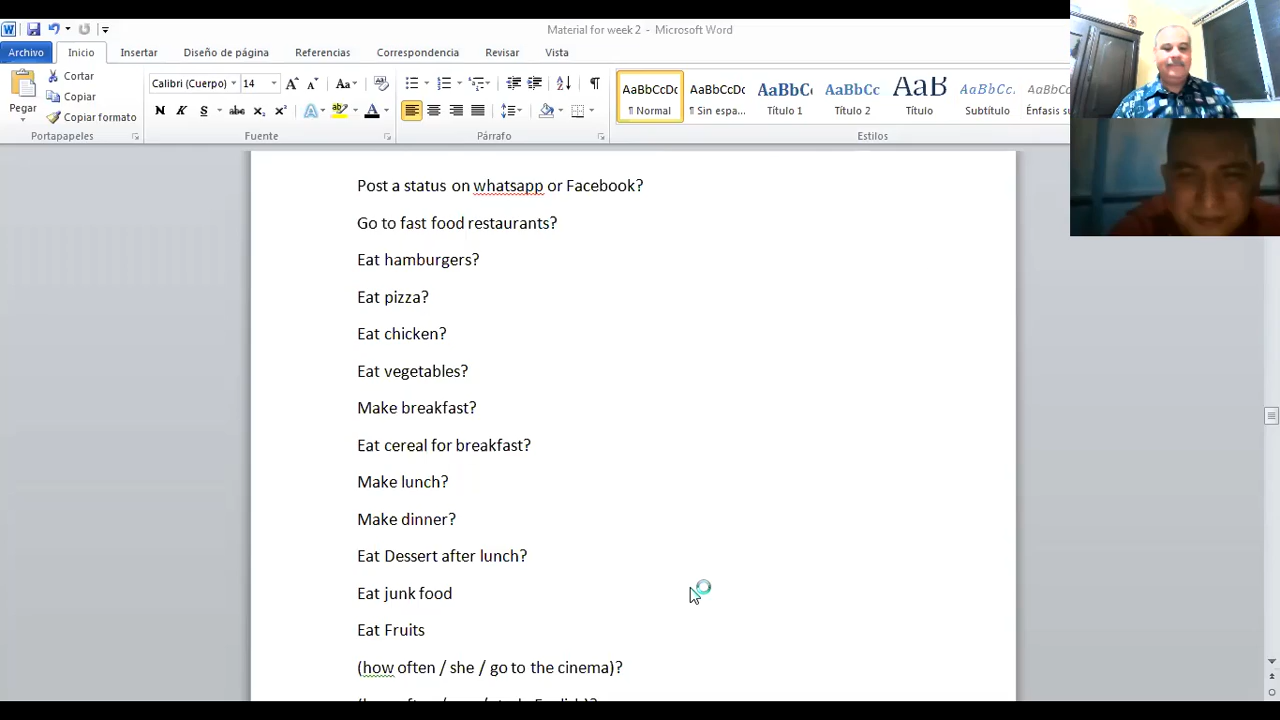 Material for week 2 - Microsoft Word
Archivo Inicio Insertar Diseño de página Referencias Correspondencia Revisar Vista
Pegar
Cortar
Copiar
Copiar formato
Portapapeles
Calibri (Cuerpo) 14
Fuente
Párrafo
AaBbCcDc AaBbCcDc AaBbC AaBbCc AaB AaBbCc. AaBbCc
¶ Normal ¶ Sin espa... Título 1 Título 2 Título Subtítulo Énfasis
Estilos
Post a status on whatsapp or Facebook?
Go to fast food restaurants?
Eat hamburgers?
Eat pizza?
Eat chicken?
Eat vegetables?
Make breakfast?
Eat cereal for breakfast?
Make lunch?
Make dinner?
Eat Dessert after lunch?
Eat junk food
Eat Fruits
(how often / she / go to the cinema)?